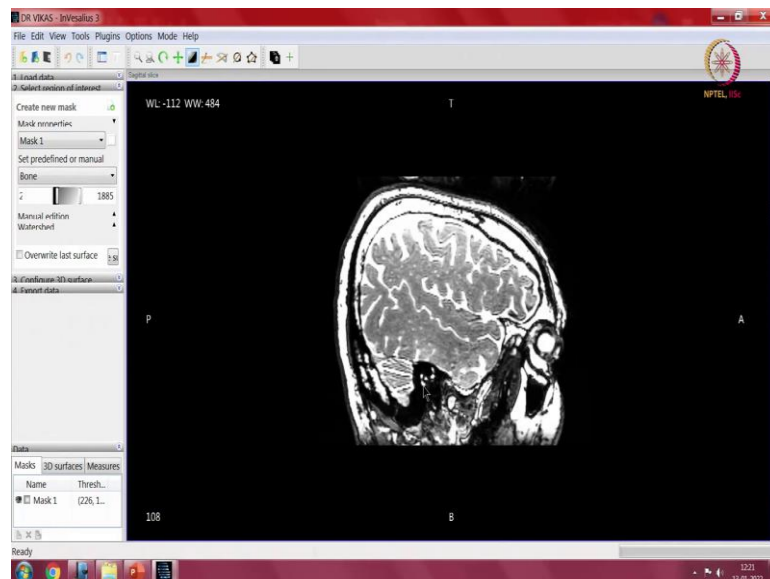 DR VIKAS - InVesalius 3
File Edit View Tools Plugins Options Mode Help
1. Load data
2. Select region of interest
Sagital slice
NPTEL, IISc
Create new mask
Mask properties
Mask 1
Set predefined or manual
Bone
1885
Manual edition
Watershed
Overwrite last surface
3. Configure 3D surface
4. Export data
WL: -112 WW: 484
T
P
A
108
B
Data
Masks 3D surfaces Measures
Name Thresh...
Mask 1 (226, 1...
Ready
12:21